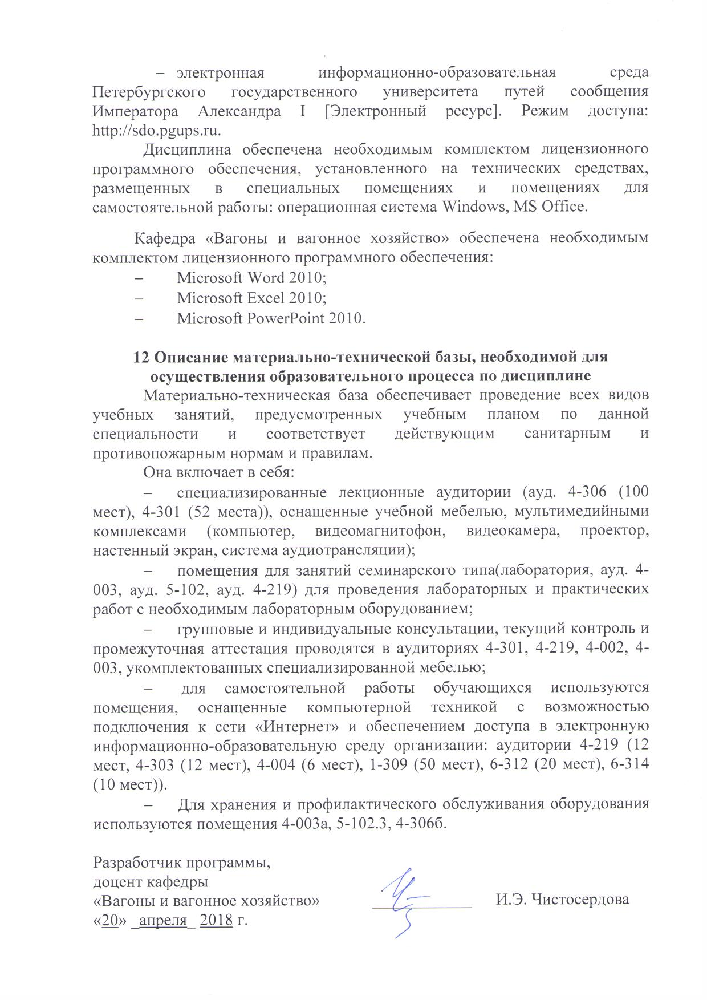 – электронная информационно-образовательная среда
Петербургского государственного университета путей сообщения
Императора Александра I [Электронный ресурс]. Режим доступа:
http://sdo.pgups.ru.
Дисциплина обеспечена необходимым комплектом лицензионного
программного обеспечения, установленного на технических средствах,
размещенных в специальных помещениях и помещениях для
самостоятельной работы: операционная система Windows, MS Office.
Кафедра «Вагоны и вагонное хозяйство» обеспечена необходимым
комплектом лицензионного программного обеспечения:
– Microsoft Word 2010;
– Microsoft Excel 2010;
– Microsoft PowerPoint 2010.
12 Описание материально-технической базы, необходимой для
осуществления образовательного процесса по дисциплине
Материально-техническая база обеспечивает проведение всех видов
учебных занятий, предусмотренных учебным планом по данной
специальности и соответствует действующим санитарным и
противопожарным нормам и правилам.
Она включает в себя:
– специализированные лекционные аудитории (ауд. 4-306 (100
мест), 4-301 (52 места)), оснащенные учебной мебелью, мультимедийными
комплексами (компьютер, видеомагнитофон, видеокамера, проектор,
настенный экран, система аудиотрансляции);
– помещения для занятий семинарского типа(лаборатория, ауд. 4-
003, ауд. 5-102, ауд. 4-219) для проведения лабораторных и практических
работ с необходимым лабораторным оборудованием;
– групповые и индивидуальные консультации, текущий контроль и
промежуточная аттестация проводятся в аудиториях 4-301, 4-219, 4-002, 4-
003, укомплектованных специализированной мебелью;
– для самостоятельной работы обучающихся используются
помещения, оснащенные компьютерной техникой с возможностью
подключения к сети «Интернет» и обеспечением доступа в электронную
информационно-образовательную среду организации: аудитории 4-219 (12
мест, 4-303 (12 мест), 4-004 (6 мест), 1-309 (50 мест), 6-312 (20 мест), 6-314
(10 мест)).
– Для хранения и профилактического обслуживания оборудования
используются помещения 4-003а, 5-102.3, 4-306б.
Разработчик программы,
доцент кафедры
«Вагоны и вагонное хозяйство» ____________ И.Э. Чистосердова
«20» _апреля_ 2018 г.